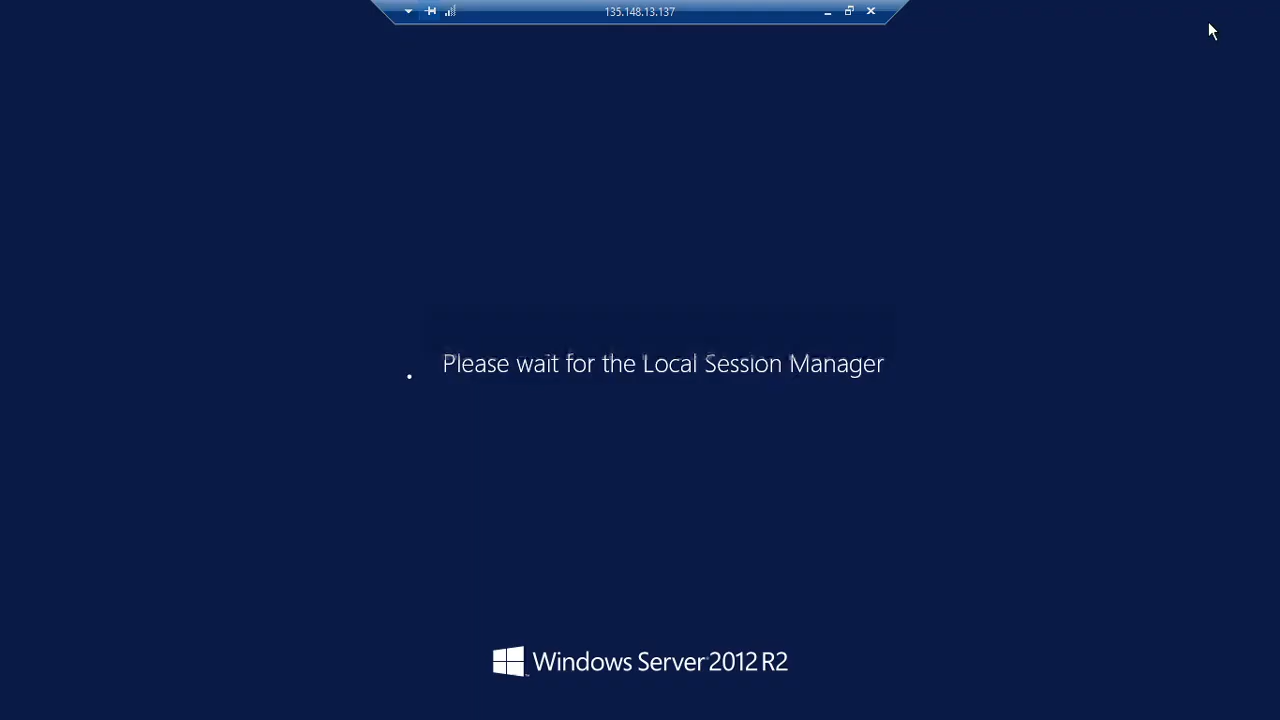 135.148.13.137
Please wait for the Local Session Manager
Windows Server 2012 R2